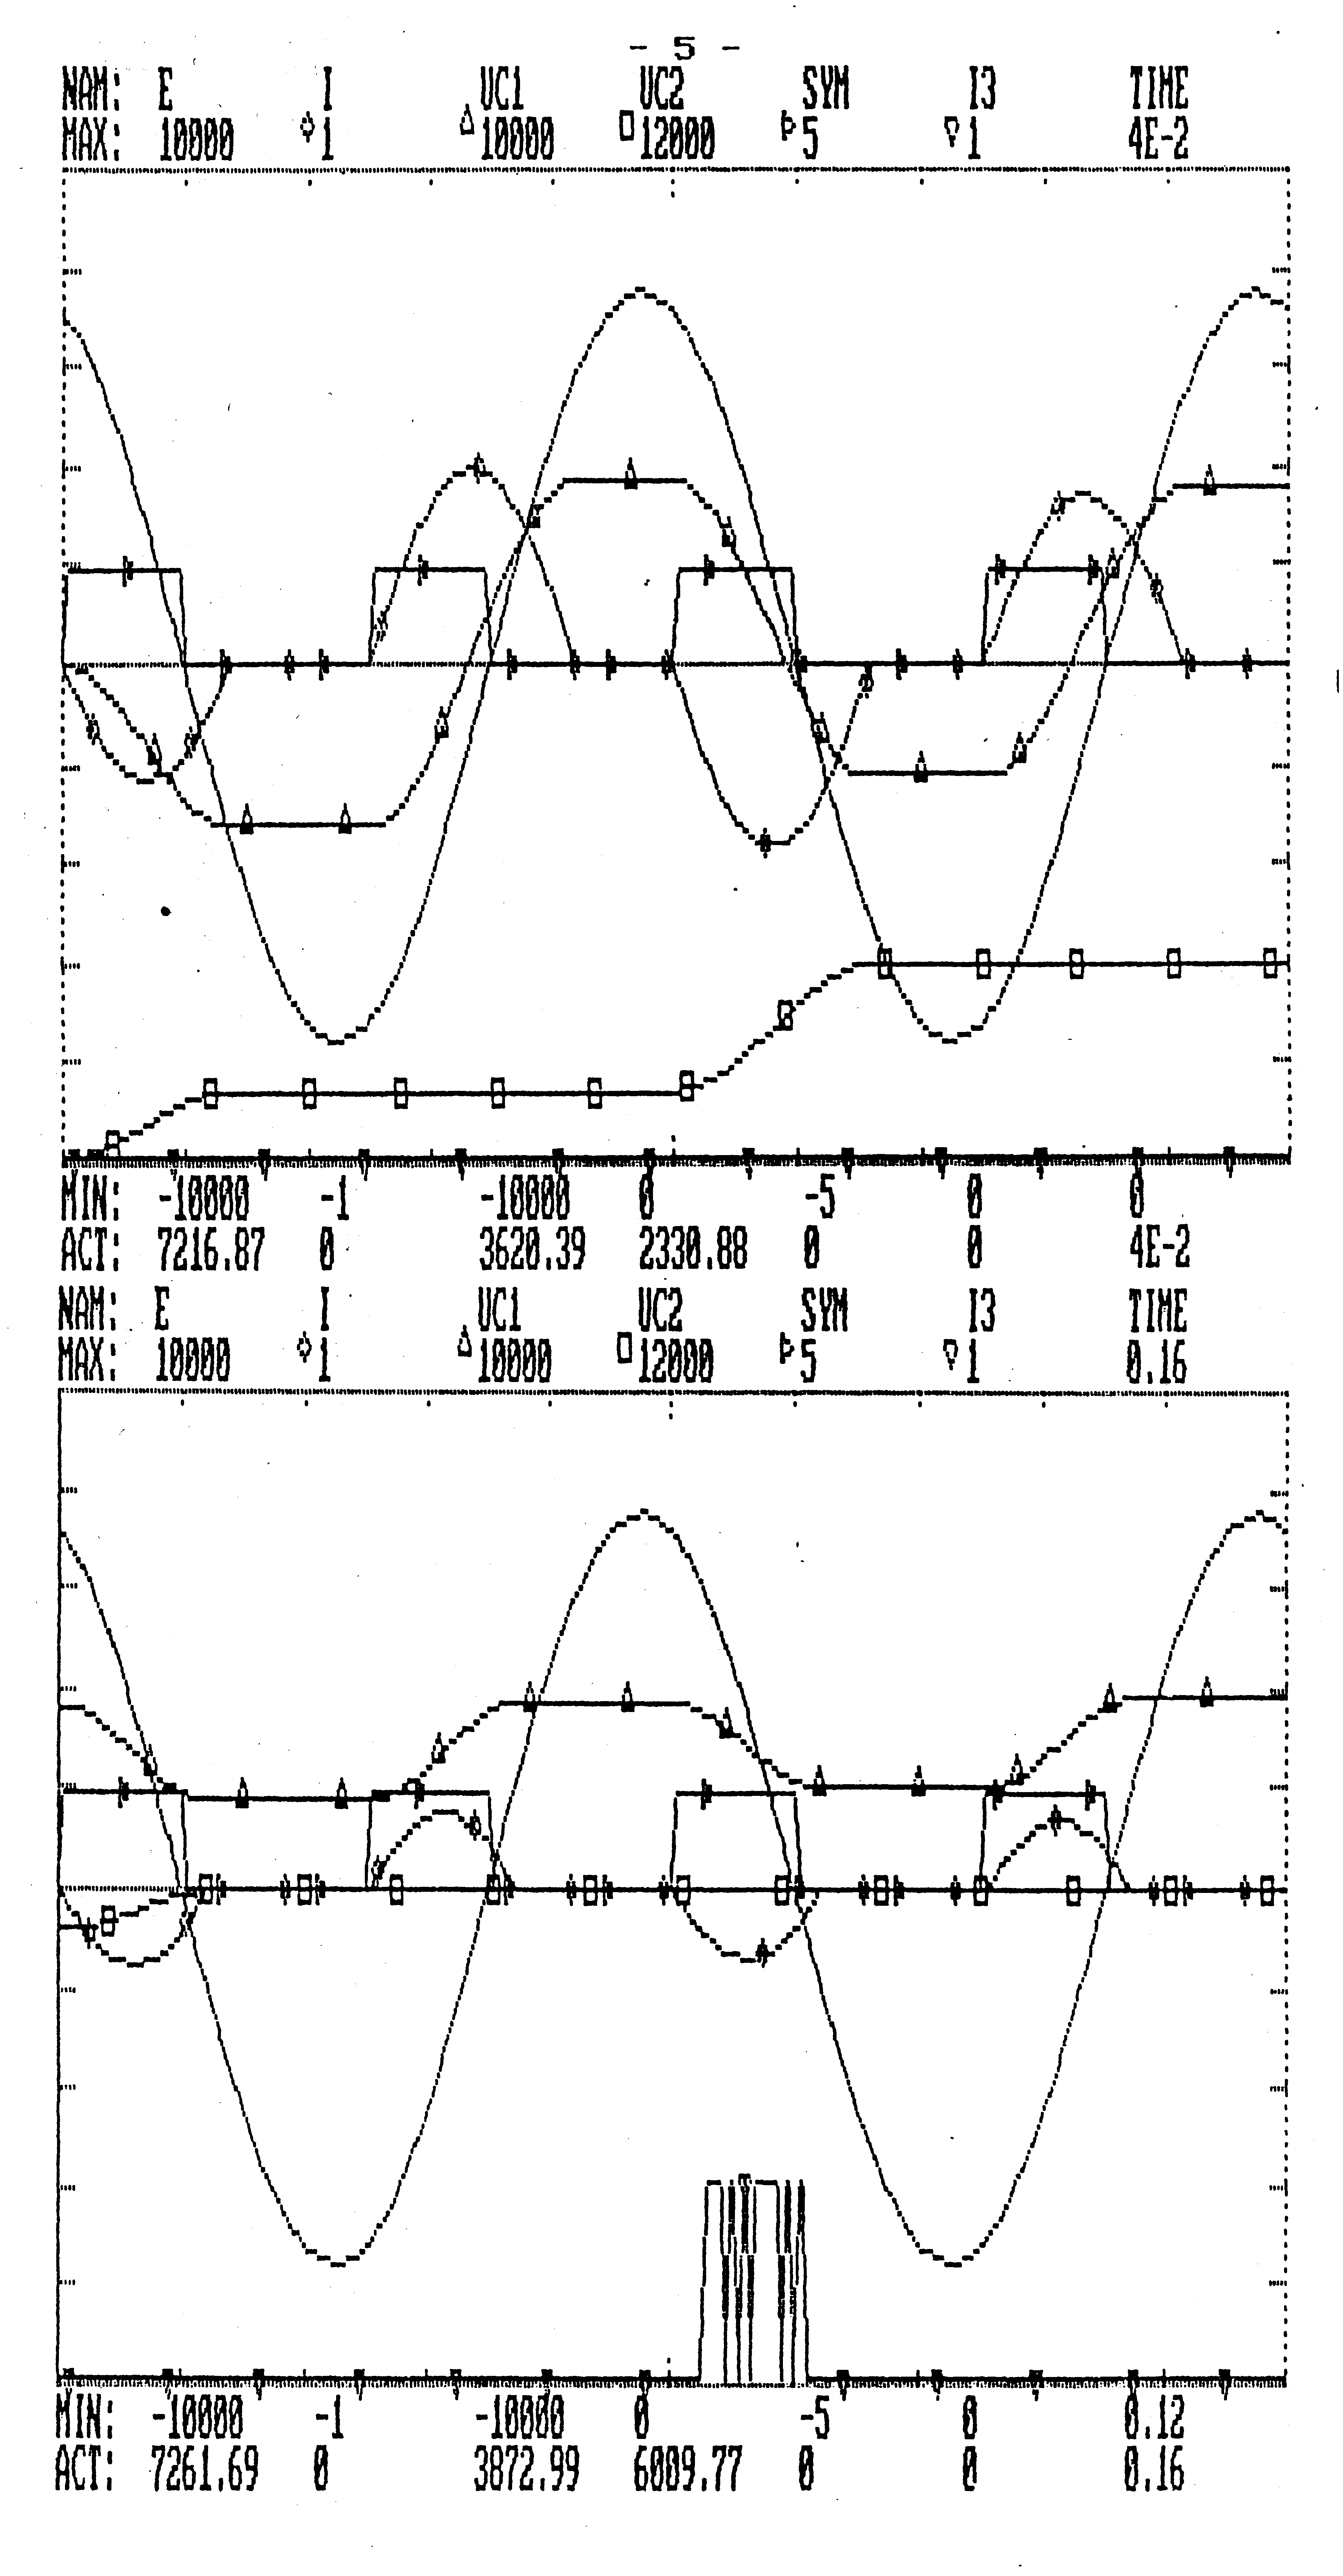 - 5 -
NAM: E I UC1 UC2 SYM I3 TIME
MAX: 10000 1 10000 12000 5 1 4E-2
MIN: -10000 -1 -10000 0 -5 0 0
ACT: 7216.87 0 3620.39 2330.88 0 0 4E-2
NAM: E I UC1 UC2 SYM I3 TIME
MAX: 10000 1 10000 12000 5 1 0.16
MIN: -10000 -1 -10000 0 -5 0 0.12
ACT: 7261.69 0 3872.99 6009.77 0 0 0.16